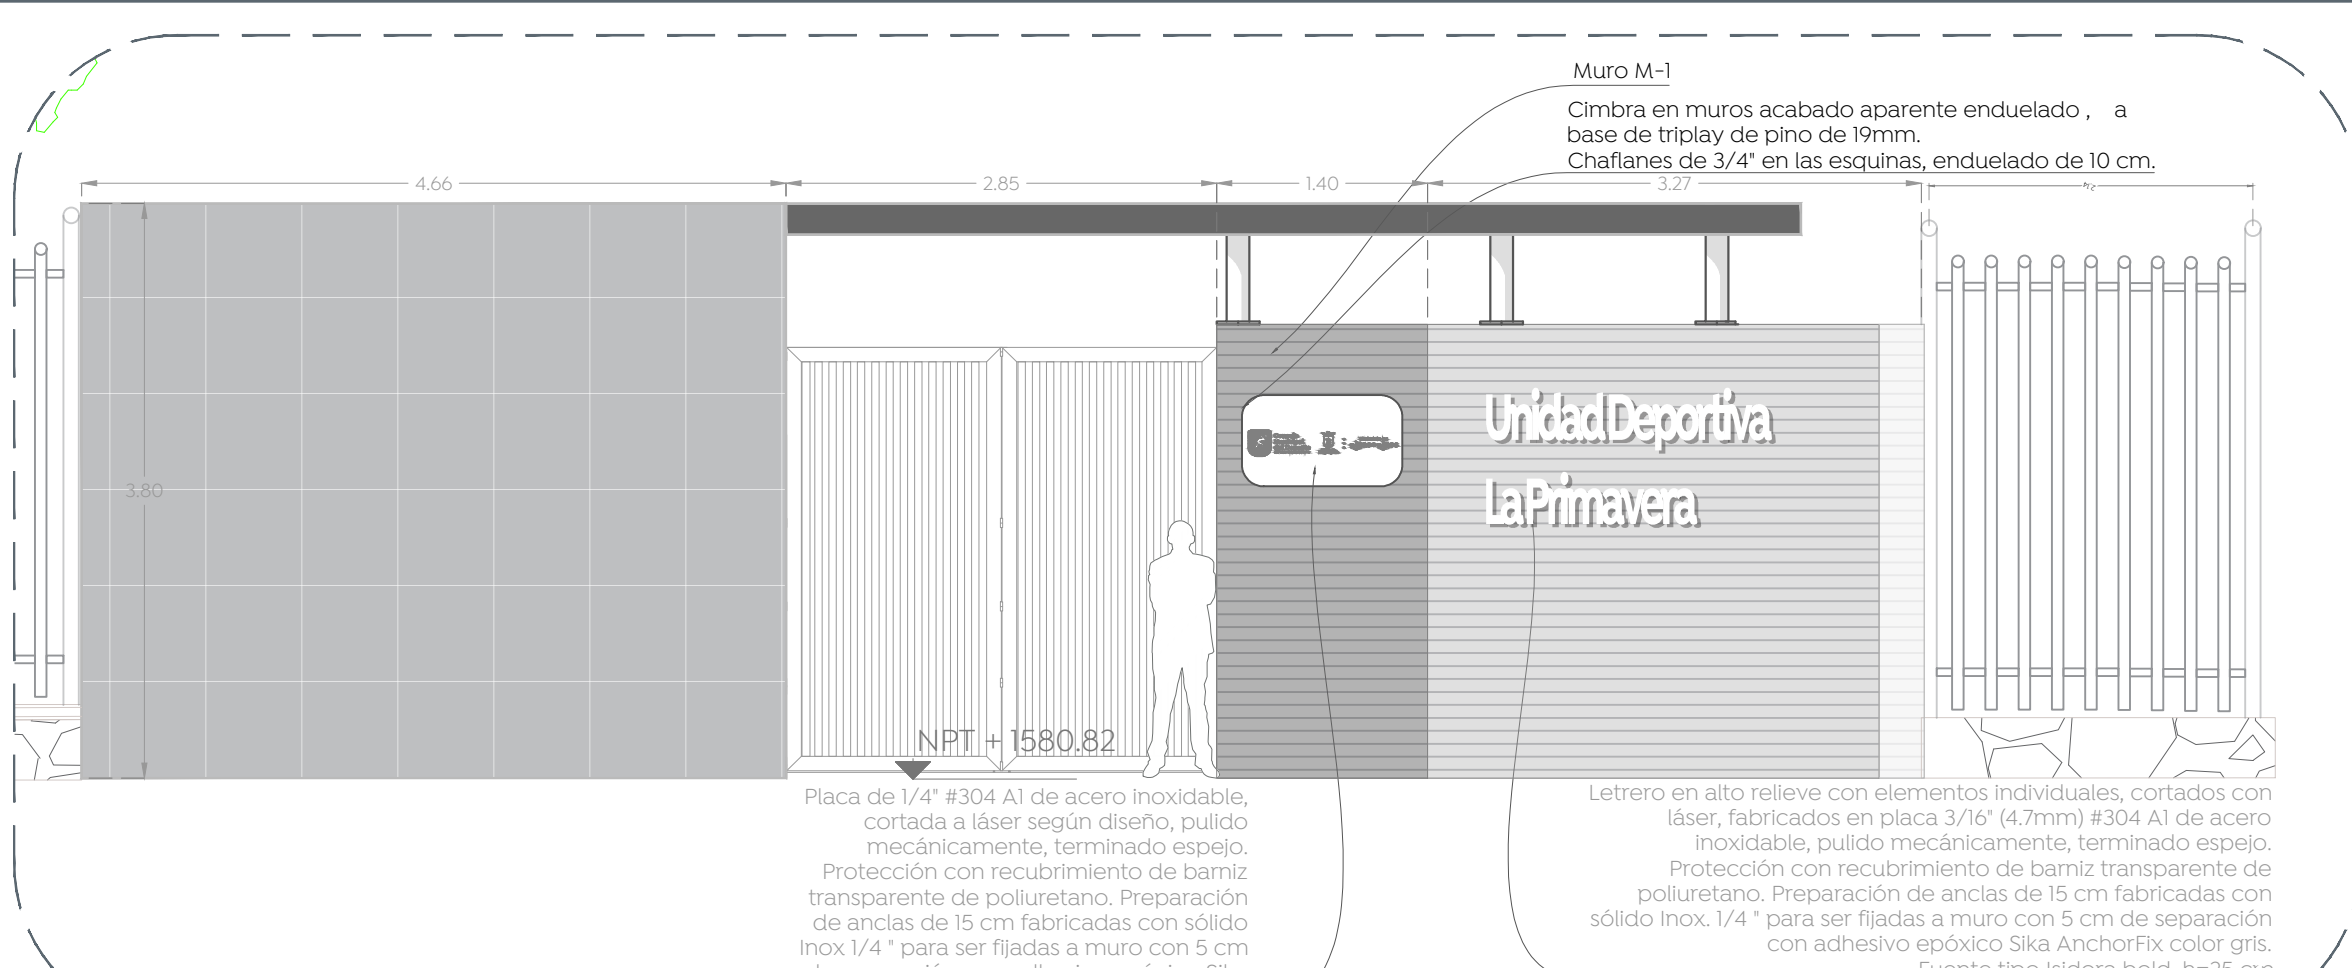 Muro M-1
Cimbra en muros acabado aparente enduelado , a
base de triplay de pino de 19mm.
Chaflanes de 3/4" en las esquinas, enduelado de 10 cm.
4.66
2.85
1.40
3.27
3.80
Unidad Deportiva
La Primavera
NPT + 1580.82
Placa de 1/4" #304 A1 de acero inoxidable,
cortada a láser según diseño, pulido
mecánicamente, terminado espejo.
Protección con recubrimiento de barniz
transparente de poliuretano. Preparación
de anclas de 15 cm fabricadas con sólido
Inox 1/4 " para ser fijadas a muro con 5 cm
Letrero en alto relieve con elementos individuales, cortados con
láser, fabricados en placa 3/16" (4.7mm) #304 A1 de acero
inoxidable, pulido mecánicamente, terminado espejo.
Protección con recubrimiento de barniz transparente de
poliuretano. Preparación de anclas de 15 cm fabricadas con
sólido Inox. 1/4 " para ser fijadas a muro con 5 cm de separación
con adhesivo epóxico Sika AnchorFix color gris.
Fuente tipo Isidora bold, h=25 cm